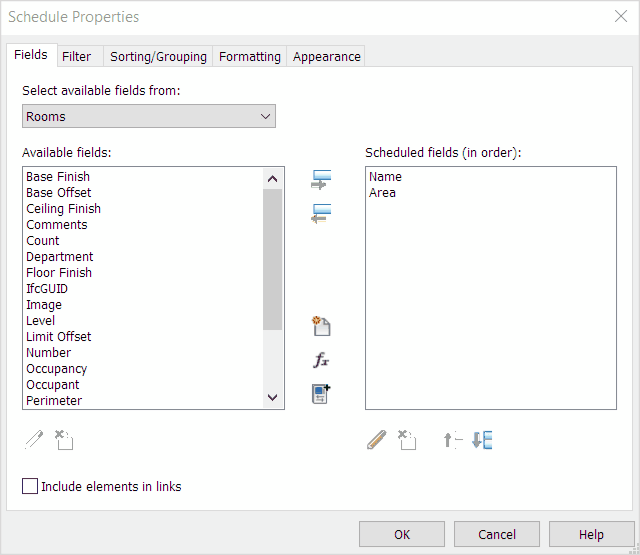 Schedule Properties
Fields Filter Sorting/Grouping Formatting Appearance
Select available fields from:
Rooms
Available fields:
Base Finish
Base Offset
Ceiling Finish
Comments
Count
Department
Floor Finish
IfcGUID
Image
Level
Limit Offset
Number
Occupancy
Occupant
Perimeter
Scheduled fields (in order):
Name
Area
fx
Include elements in links
OK Cancel Help